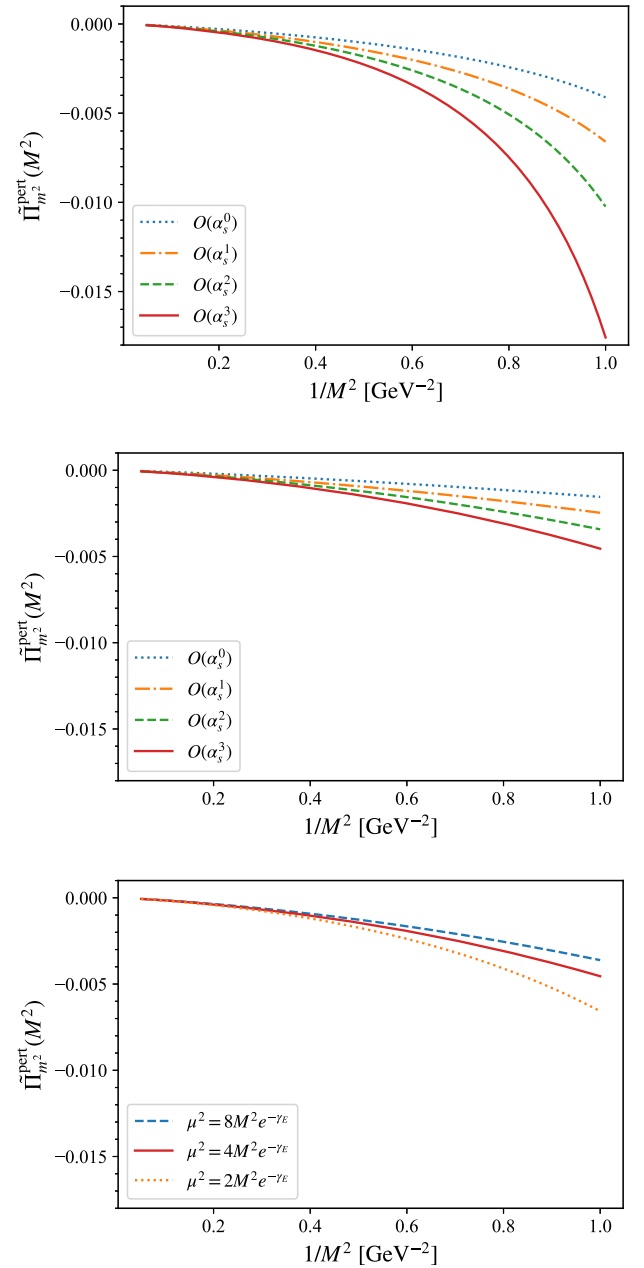 0.000
−0.005
−0.010
−0.015
Π̃ᵖᵉʳᵗ_{m²}(M²)
O(α_s^0)
O(α_s^1)
O(α_s^2)
O(α_s^3)
0.2 0.4 0.6 0.8 1.0
1/M² [GeV⁻²]
0.000
−0.005
−0.010
−0.015
Π̃ᵖᵉʳᵗ_{m²}(M²)
O(α_s^0)
O(α_s^1)
O(α_s^2)
O(α_s^3)
0.2 0.4 0.6 0.8 1.0
1/M² [GeV⁻²]
0.000
−0.005
−0.010
−0.015
Π̃ᵖᵉʳᵗ_{m²}(M²)
μ² = 8M²e^{−γ_E}
μ² = 4M²e^{−γ_E}
μ² = 2M²e^{−γ_E}
0.2 0.4 0.6 0.8 1.0
1/M² [GeV⁻²]